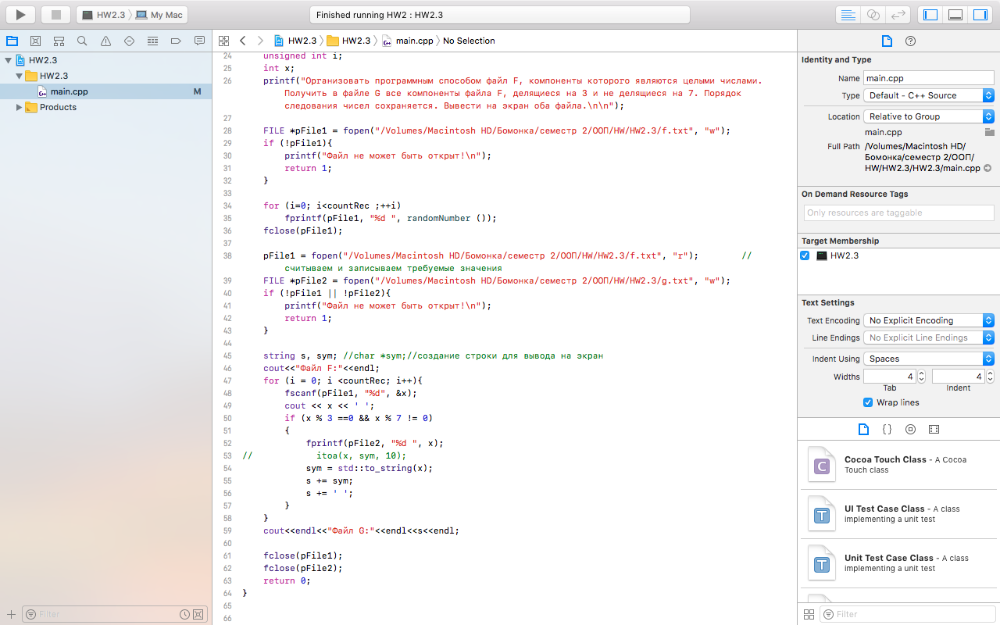 HW2.3 My Mac
Finished running HW2 : HW2.3
HW2.3 HW2.3 main.cpp No Selection
HW2.3
HW2.3
main.cpp M
Products
Filter
24 unsigned int i;
25 int x;
26 printf("Организовать программным способом файл F, компоненты которого являются целыми числами.
Получить в файле G все компоненты файла F, делящиеся на 3 и не делящиеся на 7. Порядок
следования чисел сохраняется. Вывести на экран оба файла.\n\n");
27
28 FILE *pFile1 = fopen("/Volumes/Macintosh HD/Бомонка/семестр 2/ООП/HW/HW2.3/f.txt", "w");
29 if (!pFile1){
30 printf("Файл не может быть открыт!\n");
31 return 1;
32 }
33
34 for (i=0; i<countRec ;++i)
35 fprintf(pFile1, "%d ", randomNumber ());
36 fclose(pFile1);
37
38 pFile1 = fopen("/Volumes/Macintosh HD/Бомонка/семестр 2/ООП/HW/HW2.3/f.txt", "r"); //
считываем и записываем требуемые значения
39 FILE *pFile2 = fopen("/Volumes/Macintosh HD/Бомонка/семестр 2/ООП/HW/HW2.3/g.txt", "w");
40 if (!pFile1 || !pFile2){
41 printf("Файл не может быть открыт!\n");
42 return 1;
43 }
44
45 string s, sym; //char *sym;//создание строки для вывода на экран
46 cout<<"Файл F:"<<endl;
47 for (i = 0; i <countRec; i++){
48 fscanf(pFile1, "%d", &x);
49 cout << x << ' ';
50 if (x % 3 ==0 && x % 7 != 0)
51 {
52 fprintf(pFile2, "%d ", x);
53 // itoa(x, sym, 10);
54 sym = std::to_string(x);
55 s += sym;
56 s += ' ';
57 }
58 }
59 cout<<endl<<"Файл G:"<<endl<<s<<endl;
60
61 fclose(pFile1);
62 fclose(pFile2);
63 return 0;
64 }
65
66
Identity and Type
Name main.cpp
Type Default - C++ Source
Location Relative to Group
main.cpp
Full Path /Volumes/Macintosh HD/
Бомонка/семестр 2/ООП/
HW/HW2.3/HW2.3/main.cpp
On Demand Resource Tags
Only resources are taggable
Target Membership
HW2.3
Text Settings
Text Encoding No Explicit Encoding
Line Endings No Explicit Line Endings
Indent Using Spaces
Widths 4 4
Tab Indent
Wrap lines
{ }
C Cocoa Touch Class - A Cocoa
Touch class
T UI Test Case Class - A class
implementing a unit test
T Unit Test Case Class - A class
implementing a unit test
Filter